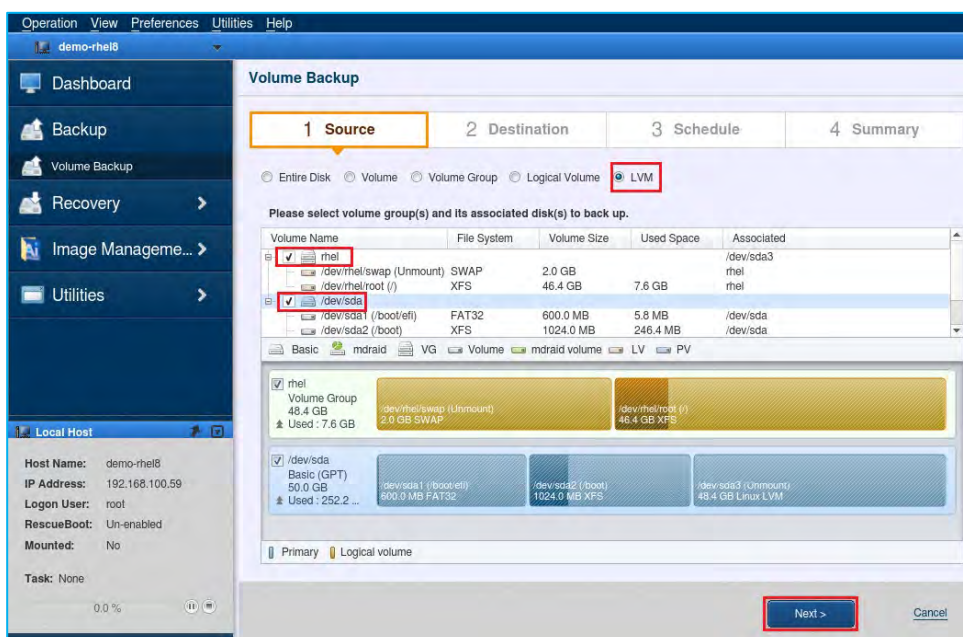 Operation View Preferences Utilities Help
demo-rhel8
Dashboard
Backup
Volume Backup
Recovery
Image Manageme...
Utilities
Local Host
Host Name: demo-rhel8
IP Address: 192.168.100.59
Logon User: root
RescueBoot: Un-enabled
Mounted: No
Task: None
0.0 %
Volume Backup
1 Source 2 Destination 3 Schedule 4 Summary
Entire Disk Volume Volume Group Logical Volume LVM
Please select volume group(s) and its associated disk(s) to back up.
Volume Name File System Volume Size Used Space Associated
rhel /dev/sda3
/dev/rhel/swap (Unmount) SWAP 2.0 GB rhel
/dev/rhel/root (/) XFS 46.4 GB 7.6 GB rhel
/dev/sda
/dev/sda1 (/boot/efi) FAT32 600.0 MB 5.8 MB /dev/sda
/dev/sda2 (/boot) XFS 1024.0 MB 246.4 MB /dev/sda
Basic mdraid VG Volume mdraid volume LV PV
rhel
Volume Group
48.4 GB
Used : 7.6 GB
/dev/rhel/swap (Unmount)
2.0 GB SWAP
/dev/rhel/root (/)
46.4 GB XFS
/dev/sda
Basic (GPT)
50.0 GB
Used : 252.2 ...
/dev/sda1 (/boot/efi)
600.0 MB FAT32
/dev/sda2 (/boot)
1024.0 MB XFS
/dev/sda3 (Unmount)
48.4 GB Linux LVM
Primary Logical volume
Next > Cancel